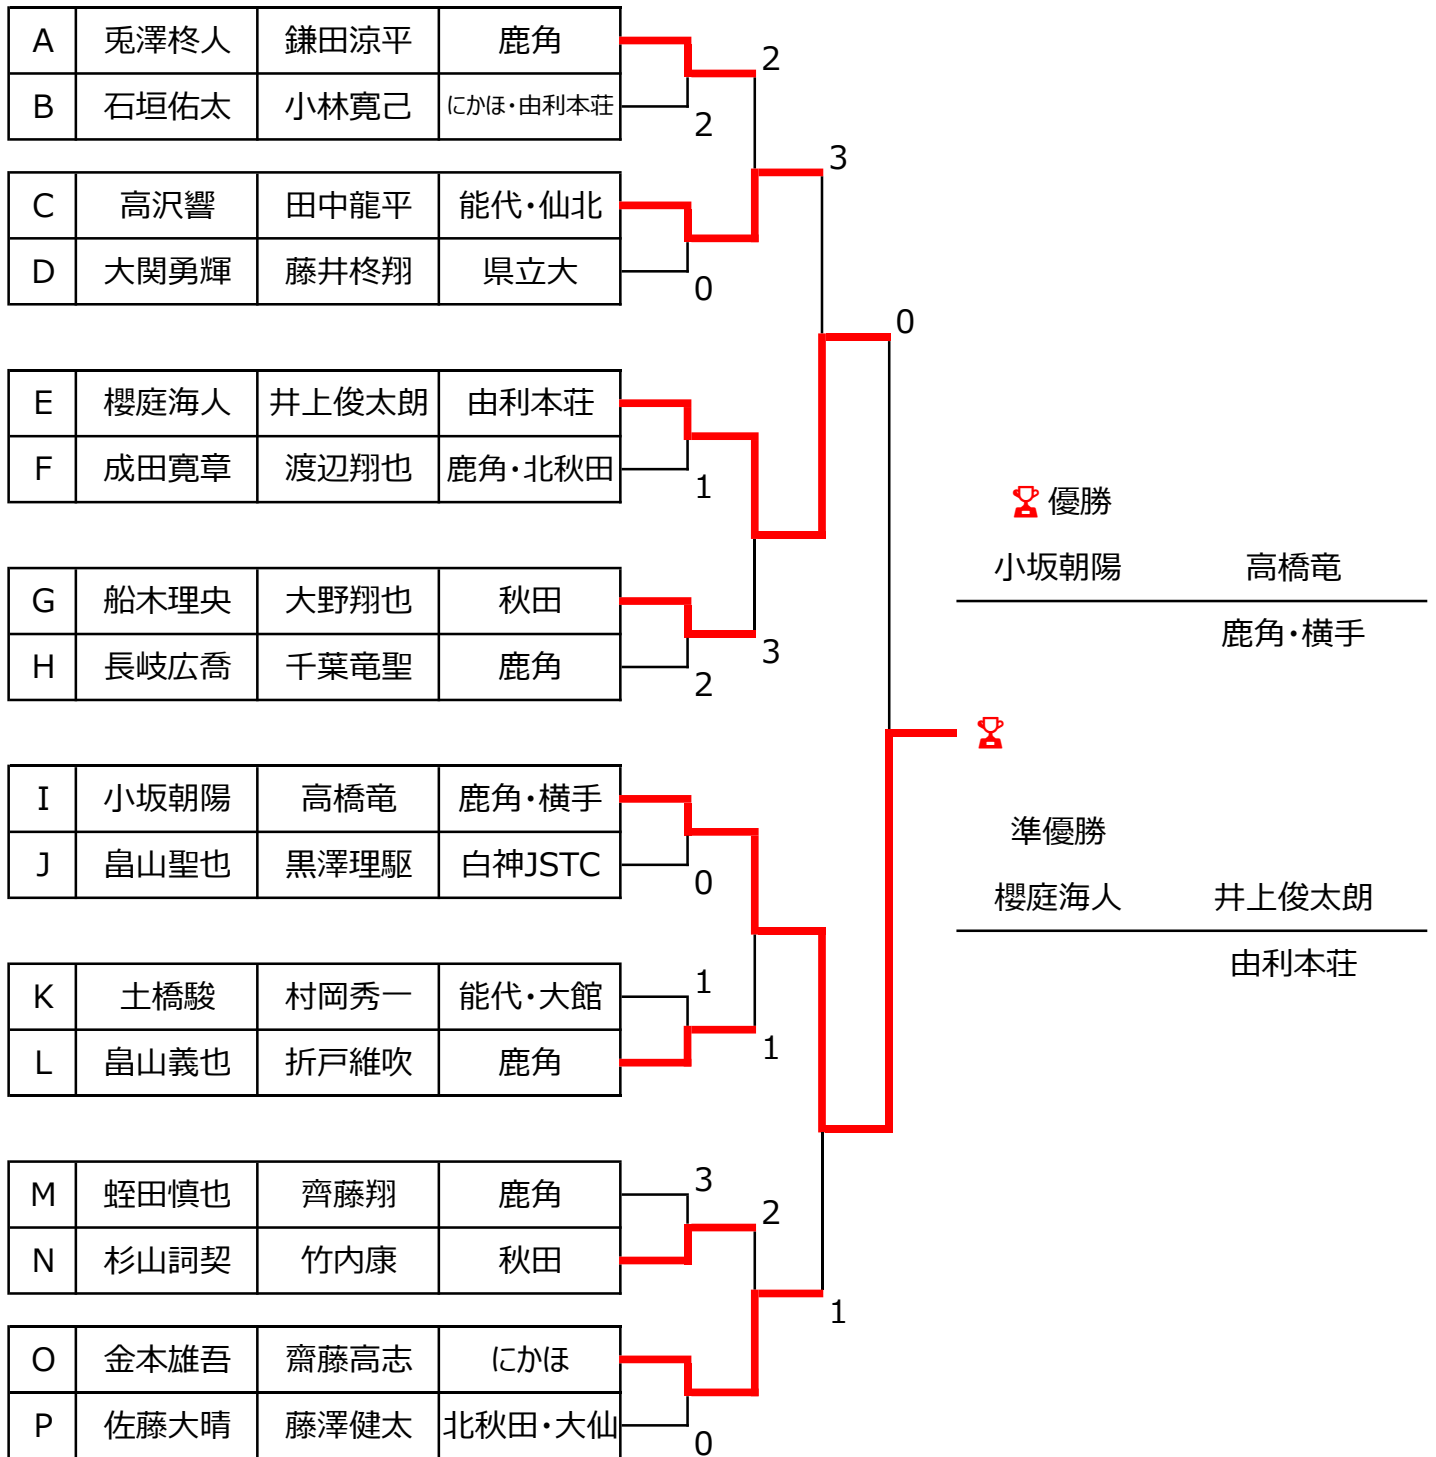 A 兎澤柊人 鎌田涼平 鹿角
2
B 石垣佑太 小林寛己 にかほ・由利本荘
2
3
C 高沢響 田中龍平 能代・仙北
D 大関勇輝 藤井柊翔 県立大
0
0
E 櫻庭海人 井上俊太朗 由利本荘
F 成田寛章 渡辺翔也 鹿角・北秋田
1
優勝
小坂朝陽 高橋竜
鹿角・横手
G 船木理央 大野翔也 秋田
3
H 長岐広喬 千葉竜聖 鹿角
2
I 小坂朝陽 高橋竜 鹿角・横手
J 畠山聖也 黒澤理駆 白神JSTC
0
準優勝
櫻庭海人 井上俊太朗
由利本荘
1
K 土橋駿 村岡秀一 能代・大館
1
L 畠山義也 折戸維吹 鹿角
3
M 蛭田慎也 齊藤翔 鹿角
2
N 杉山詞契 竹内康 秋田
1
O 金本雄吾 齋藤高志 にかほ
P 佐藤大晴 藤澤健太 北秋田・大仙
0